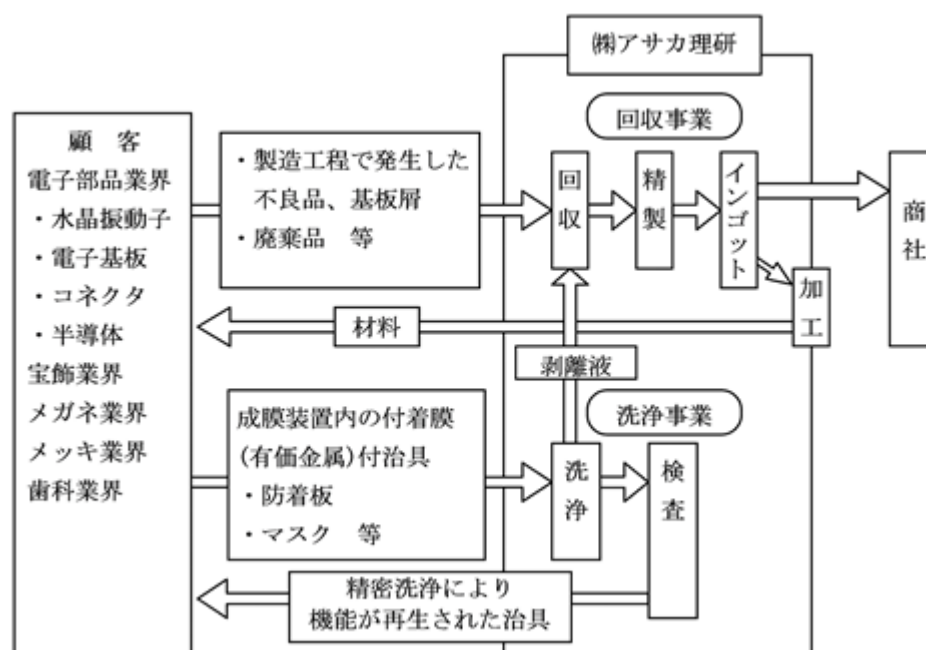 ㈱アサカ理研
顧 客
電子部品業界
・水晶振動子
・電子基板
・コネクタ
・半導体
宝飾業界
メガネ業界
メッキ業界
歯科業界
・製造工程で発生した
不良品、基板層
・廃棄品 等
回収事業
回収
精製
インゴット
商社
加工
材料
剥離液
成膜装置内の付着膜
(有価金属)付治具
・防着板
・マスク 等
洗浄事業
洗浄
検査
精密洗浄により
機能が再生された治具